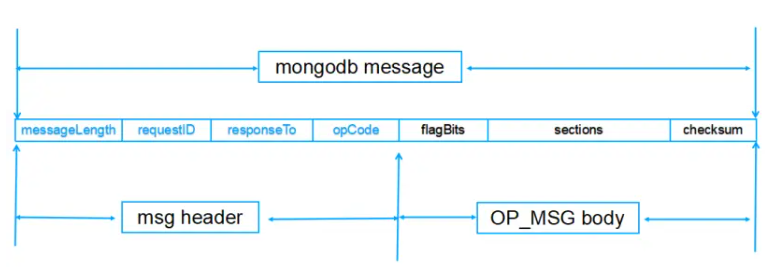 mongodb message
messageLength requestID responseTo opCode flagBits sections checksum
msg header OP_MSG body